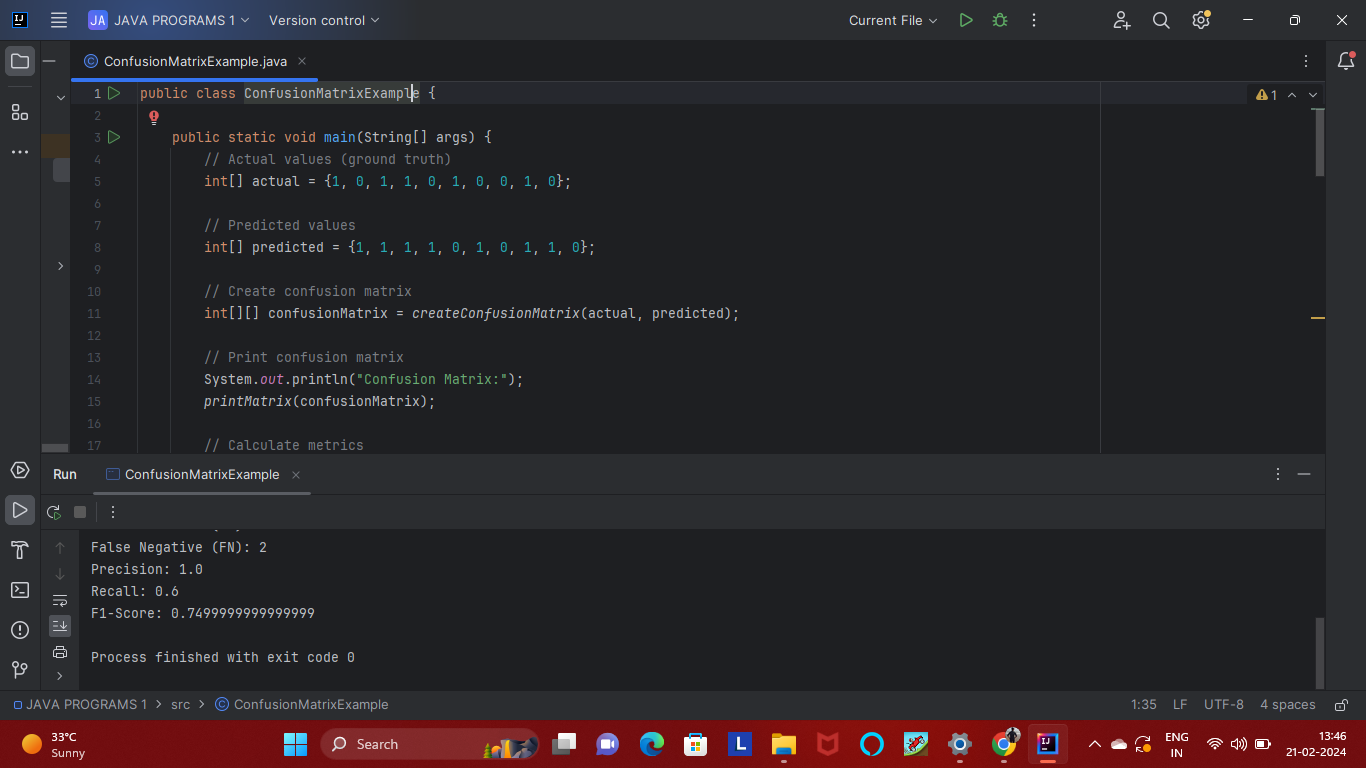 JA JAVA PROGRAMS 1 Version control Current File
ConfusionMatrixExample.java
1 public class ConfusionMatrixExample { 1
2
3 public static void main(String[] args) {
4 // Actual values (ground truth)
5 int[] actual = {1, 0, 1, 1, 0, 1, 0, 0, 1, 0};
6
7 // Predicted values
8 int[] predicted = {1, 1, 1, 1, 0, 1, 0, 1, 1, 0};
9
10 // Create confusion matrix
11 int[][] confusionMatrix = createConfusionMatrix(actual, predicted);
12
13 // Print confusion matrix
14 System.out.println("Confusion Matrix:");
15 printMatrix(confusionMatrix);
16
17 // Calculate metrics
Run ConfusionMatrixExample
False Negative (FN): 2
Precision: 1.0
Recall: 0.6
F1-Score: 0.7499999999999999
Process finished with exit code 0
JAVA PROGRAMS 1 > src > ConfusionMatrixExample 1:35 LF UTF-8 4 spaces
33°C
Sunny
Search
L
ENG
IN
13:46
21-02-2024